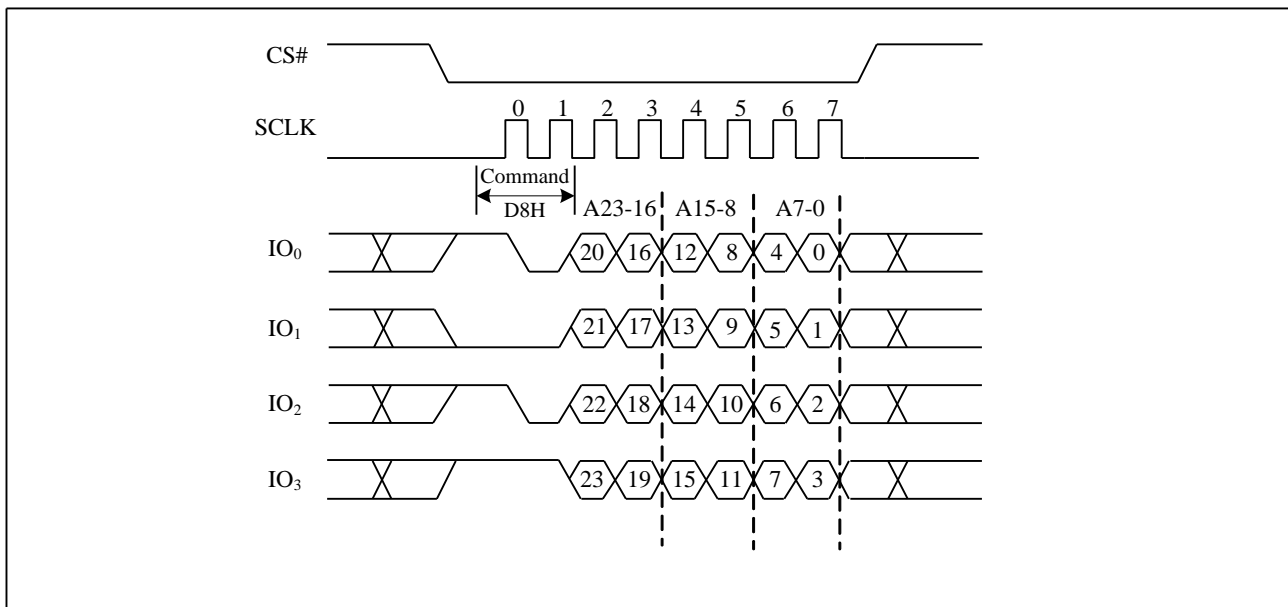 CS#
0 1 2 3 4 5 6 7
SCLK
Command
D8H
A23-16 A15-8 A7-0
IO₀ 20 16 12 8 4 0
IO₁ 21 17 13 9 5 1
IO₂ 22 18 14 10 6 2
IO₃ 23 19 15 11 7 3